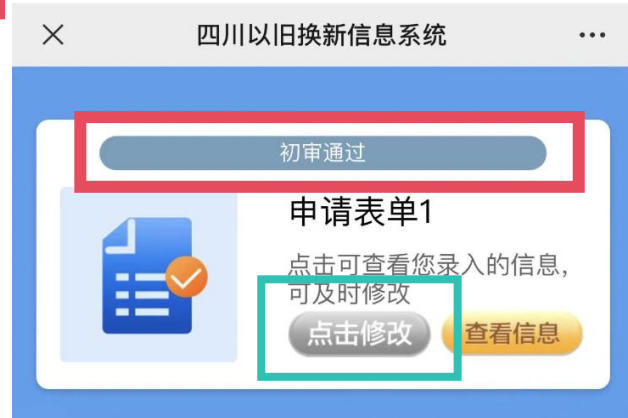 四川以旧换新信息系统
初审通过
申请表单1
点击可查看您录入的信息，
可及时修改
点击修改
查看信息